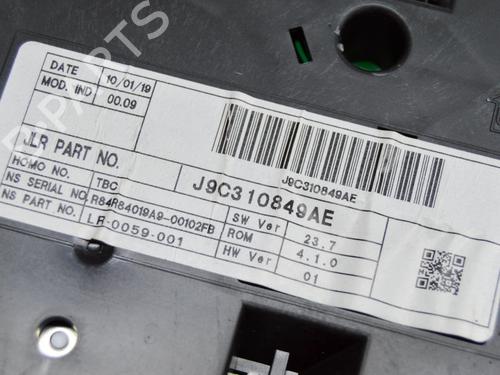 DATE 10/01/19
MOD. IND 00.09
J9C310849AE
JLR PART NO. J9C310849AE
HOMO NO. TBC
NS SERIAL NO. R84R84019A9-00102FB
NS PART NO. LR-0059-001
SW Ver 23.7
ROM 4.1.0
HW Ver 01